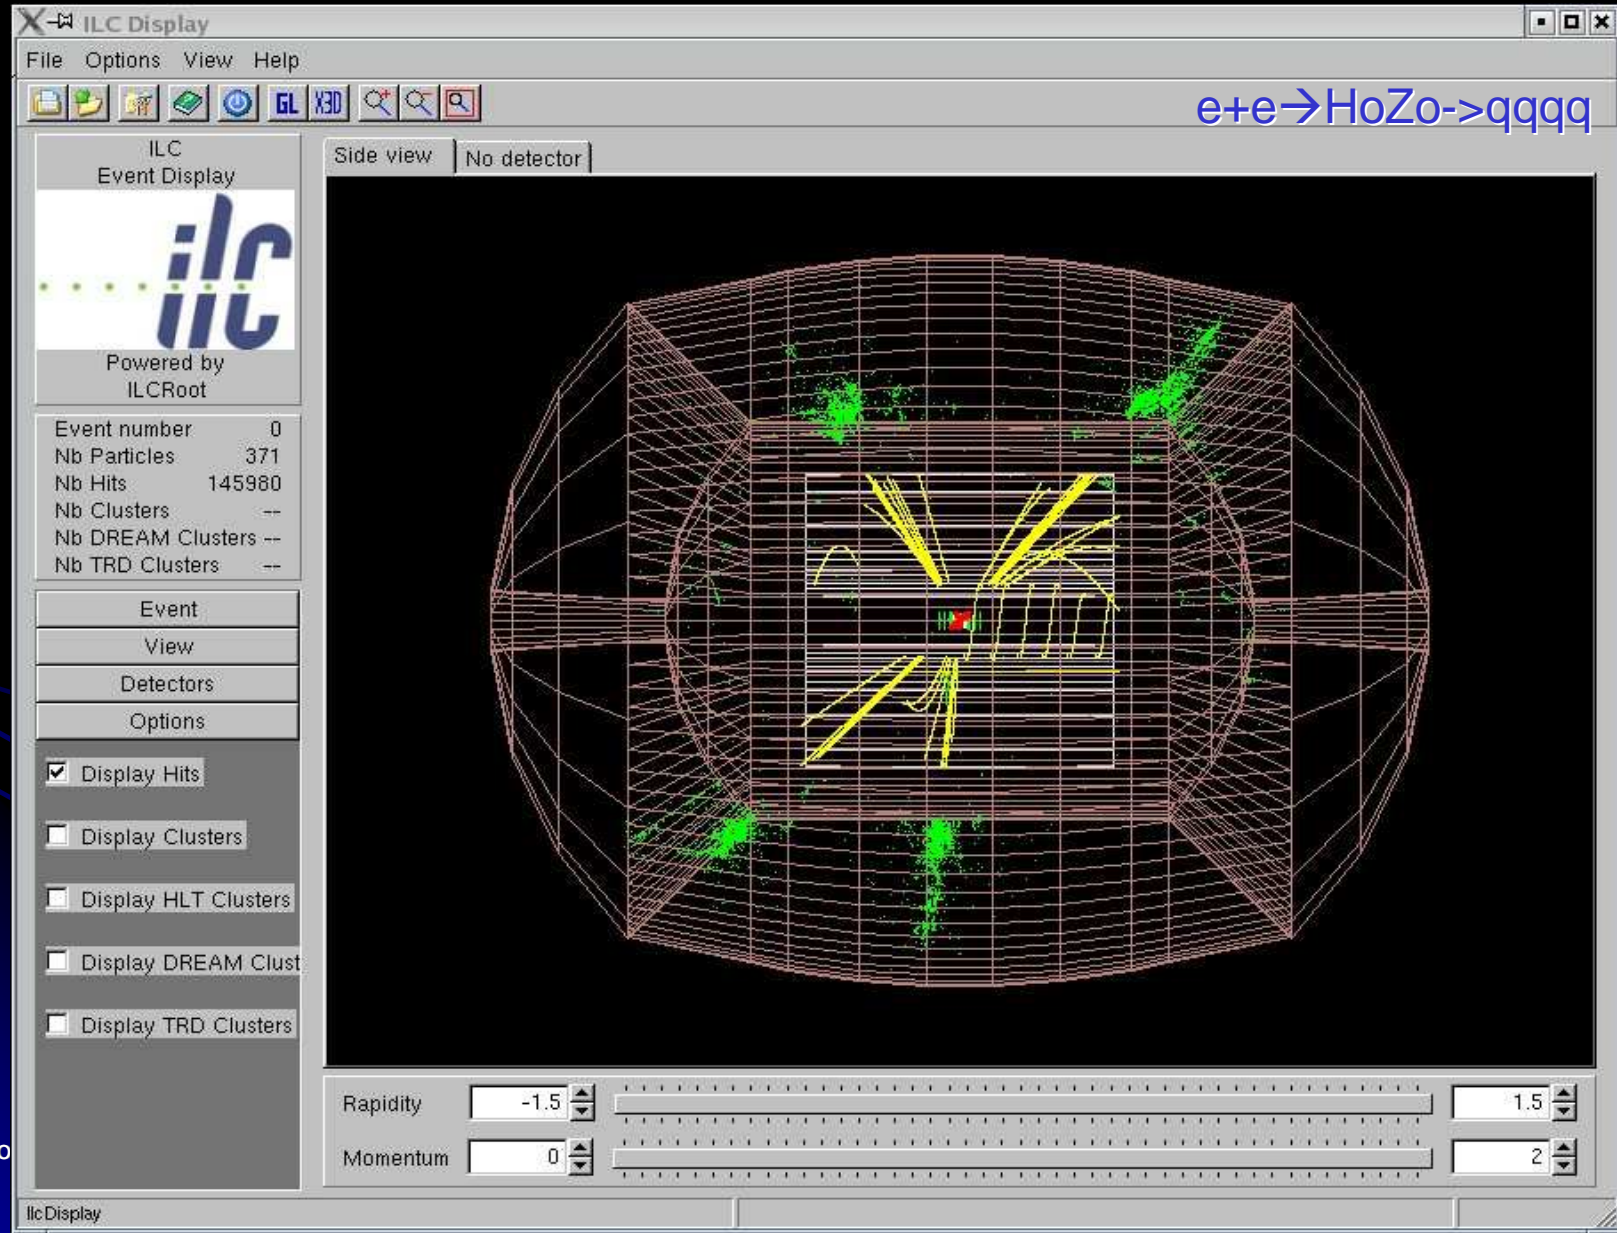 ILC Display
File Options View Help
GL X3D
e+e→HoZo->qqqq
ILC
Event Display
ilc
Powered by
ILCRoot
Event number 0
Nb Particles 371
Nb Hits 145980
Nb Clusters --
Nb DREAM Clusters --
Nb TRD Clusters --
Event
View
Detectors
Options
Display Hits
Display Clusters
Display HLT Clusters
Display DREAM Clust
Display TRD Clusters
Side view No detector
Rapidity -1.5 1.5
Momentum 0 2
o
IlcDisplay